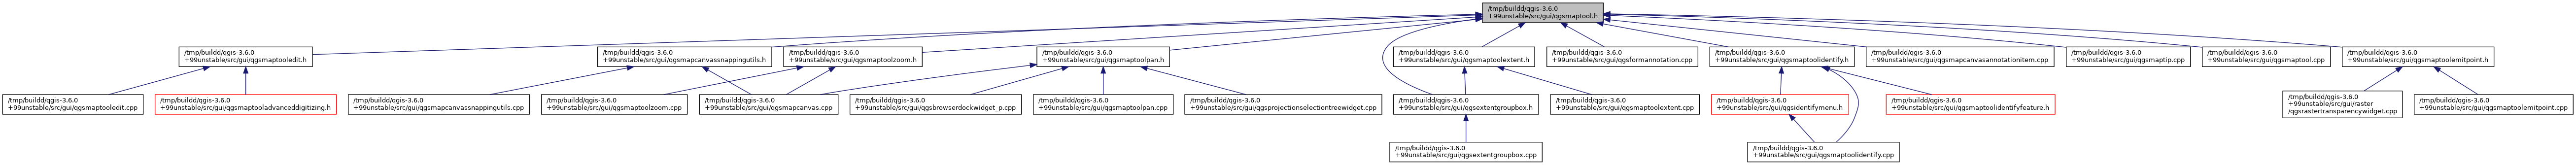 /tmp/buildd/qgis-3.6.0
+99unstable/src/gui/qgsmaptool.h
/tmp/buildd/qgis-3.6.0
+99unstable/src/gui/qgsmaptooledit.h
/tmp/buildd/qgis-3.6.0
+99unstable/src/gui/qgsmapcanvassnappingutils.h
/tmp/buildd/qgis-3.6.0
+99unstable/src/gui/qgsmaptoolzoom.h
/tmp/buildd/qgis-3.6.0
+99unstable/src/gui/qgsmaptoolpan.h
/tmp/buildd/qgis-3.6.0
+99unstable/src/gui/qgsmaptoolextent.h
/tmp/buildd/qgis-3.6.0
+99unstable/src/gui/qgsformannotation.cpp
/tmp/buildd/qgis-3.6.0
+99unstable/src/gui/qgsmaptoolidentify.h
/tmp/buildd/qgis-3.6.0
+99unstable/src/gui/qgsmapcanvasannotationitem.cpp
/tmp/buildd/qgis-3.6.0
+99unstable/src/gui/qgsmaptip.cpp
/tmp/buildd/qgis-3.6.0
+99unstable/src/gui/qgsmaptool.cpp
/tmp/buildd/qgis-3.6.0
+99unstable/src/gui/qgsmaptoolemitpoint.h
/tmp/buildd/qgis-3.6.0
+99unstable/src/gui/qgsmaptooledit.cpp
/tmp/buildd/qgis-3.6.0
+99unstable/src/gui/qgsmaptooladvanceddigitizing.h
/tmp/buildd/qgis-3.6.0
+99unstable/src/gui/qgsmapcanvassnappingutils.cpp
/tmp/buildd/qgis-3.6.0
+99unstable/src/gui/qgsmaptoolzoom.cpp
/tmp/buildd/qgis-3.6.0
+99unstable/src/gui/qgsmapcanvas.cpp
/tmp/buildd/qgis-3.6.0
+99unstable/src/gui/qgsbrowserdockwidget_p.cpp
/tmp/buildd/qgis-3.6.0
+99unstable/src/gui/qgsmaptoolpan.cpp
/tmp/buildd/qgis-3.6.0
+99unstable/src/gui/qgsprojectionselectiontreewidget.cpp
/tmp/buildd/qgis-3.6.0
+99unstable/src/gui/qgsextentgroupbox.h
/tmp/buildd/qgis-3.6.0
+99unstable/src/gui/qgsmaptoolextent.cpp
/tmp/buildd/qgis-3.6.0
+99unstable/src/gui/qgsidentifymenu.h
/tmp/buildd/qgis-3.6.0
+99unstable/src/gui/qgsmaptoolidentifyfeature.h
/tmp/buildd/qgis-3.6.0
+99unstable/src/gui/raster
/qgsrastertransparencywidget.cpp
/tmp/buildd/qgis-3.6.0
+99unstable/src/gui/qgsmaptoolemitpoint.cpp
/tmp/buildd/qgis-3.6.0
+99unstable/src/gui/qgsextentgroupbox.cpp
/tmp/buildd/qgis-3.6.0
+99unstable/src/gui/qgsmaptoolidentify.cpp